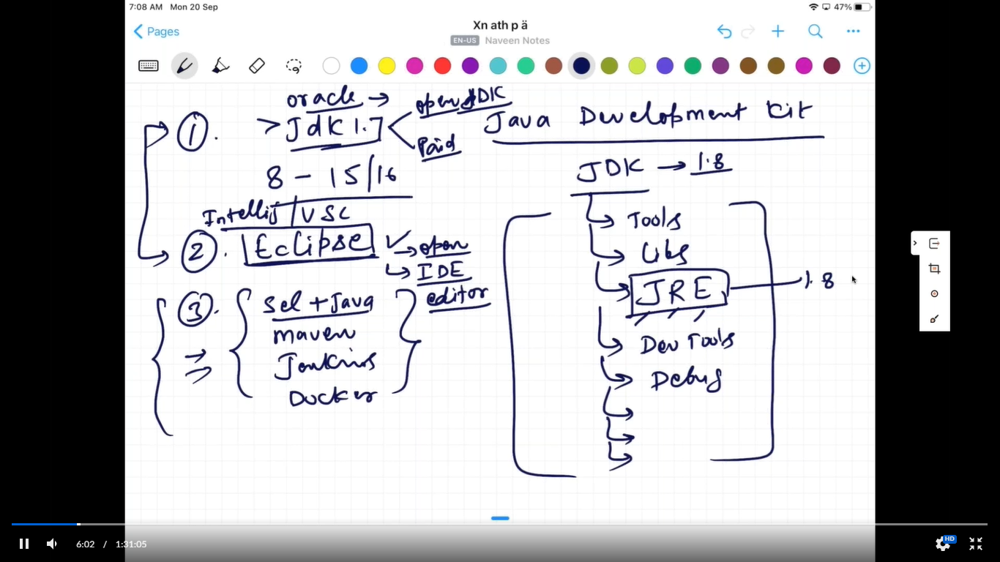 7:08 AM Mon 20 Sep
47%
Pages
Xn ath p ä
EN-US Naveen Notes
oracle →
1. > Jdk 1.7
openJDK
Paid
8 - 15/16
Intellij / VSC
2. Eclipse ✓
→ open
→ IDE
editor
3. Sel + Java
maven
Jenkins
Docker
Java Development Kit
JDK → 1.8
→ Tools
→ Libs
→ JRE — 1.8
→ Dev Tools
→ Debug
6:02 / 1:31:05
HD